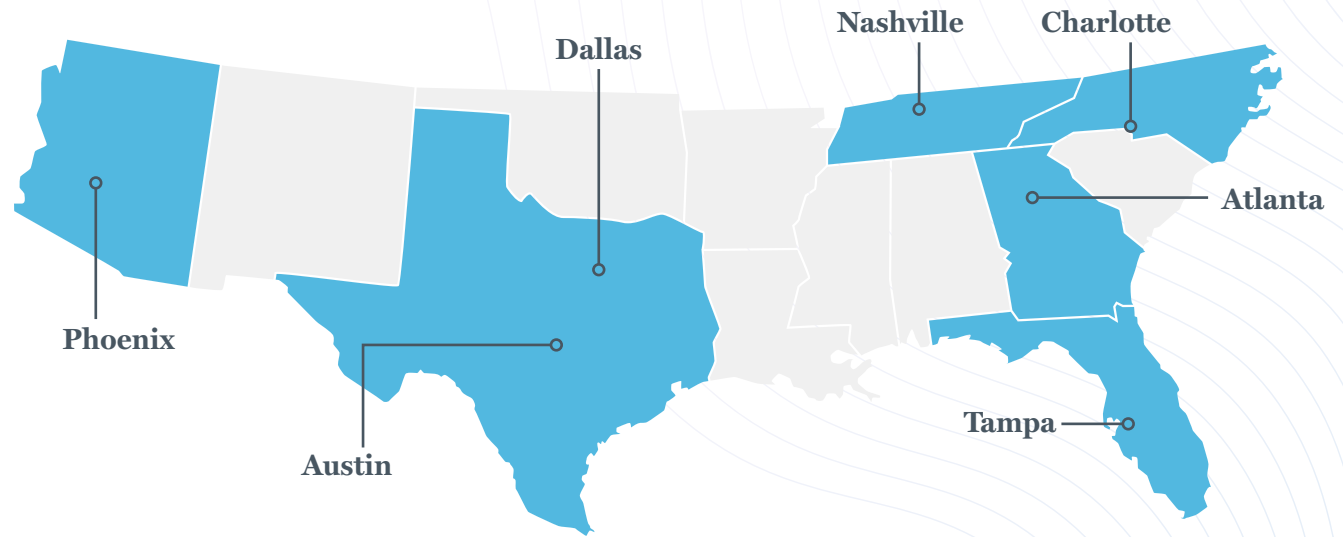 Nashville
Charlotte
Dallas
Atlanta
Phoenix
Tampa
Austin